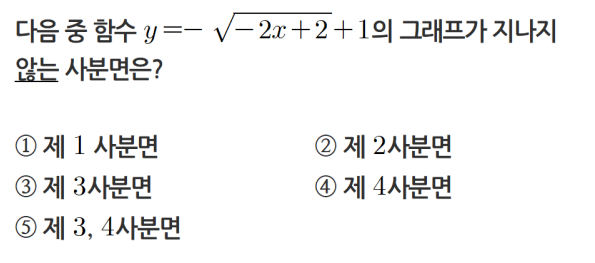 다음 중 함수 y=-√(-2x+2)+1의 그래프가 지나지
않는 사분면은?
① 제 1 사분면 ② 제 2사분면
③ 제 3사분면 ④ 제 4사분면
⑤ 제 3, 4사분면